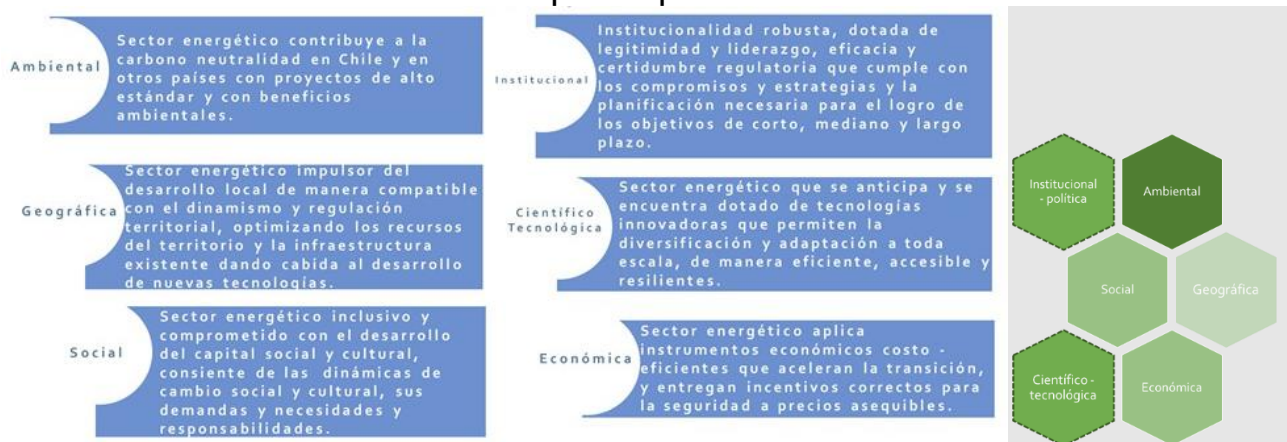 Ambiental
Sector energético contribuye a la
carbono neutralidad en Chile y en
otros países con proyectos de alto
estándar y con beneficios
ambientales.
Institucional
Institucionalidad robusta, dotada de
legitimidad y liderazgo, eficacia y
certidumbre regulatoria que cumple con
los compromisos y estrategias y la
planificación necesaria para el logro de
los objetivos de corto, mediano y largo
plazo.
Geográfica
Sector energético impulsor del
desarrollo local de manera compatible
con el dinamismo y regulación
territorial, optimizando los recursos
del territorio y la infraestructura
existente dando cabida al desarrollo
de nuevas tecnologías.
Científico
Tecnológica
Sector energético que se anticipa y se
encuentra dotado de tecnologías
innovadoras que permiten la
diversificación y adaptación a toda
escala, de manera eficiente, accesible y
resilientes.
Social
Sector energético inclusivo y
comprometido con el desarrollo
del capital social y cultural,
consiente de las dinámicas de
cambio social y cultural, sus
demandas y necesidades y
responsabilidades.
Económica
Sector energético aplica
instrumentos económicos costo -
eficientes que aceleran la transición,
y entregan incentivos correctos para
la seguridad a precios asequibles.
Institucional
- política
Ambiental
Social
Geográfica
Científico -
tecnológica
Económica